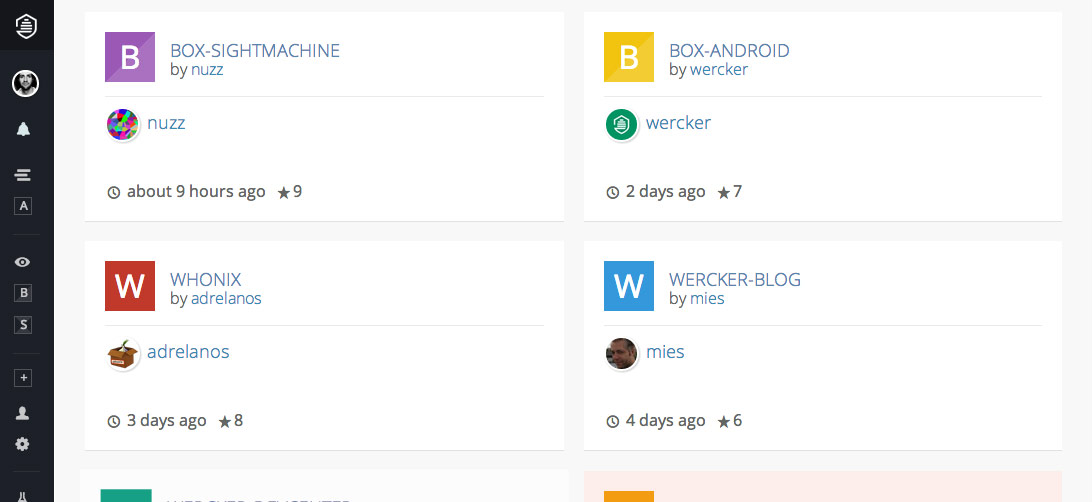 B
BOX-SIGHTMACHINE
by nuzz
nuzz
about 9 hours ago 9
B
BOX-ANDROID
by wercker
wercker
2 days ago 7
A
B
S
W
WHONIX
by adrelanos
adrelanos
3 days ago 8
W
WERCKER-BLOG
by mies
mies
4 days ago 6